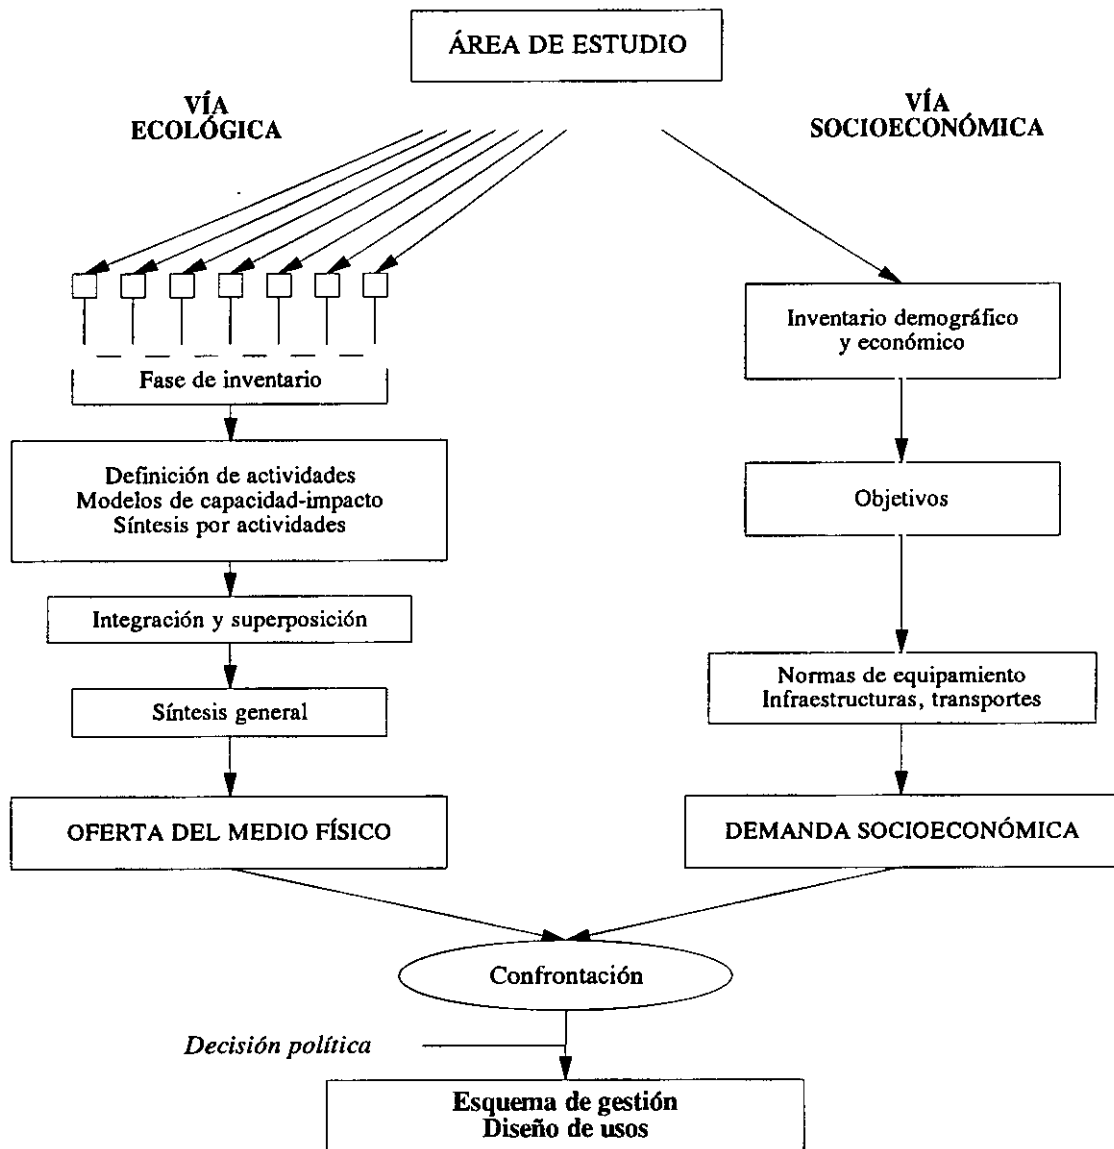 ÁREA DE ESTUDIO
VÍA
ECOLÓGICA
VÍA
SOCIOECONÓMICA
Fase de inventario
Definición de actividades
Modelos de capacidad-impacto
Síntesis por actividades
Integración y superposición
Síntesis general
OFERTA DEL MEDIO FÍSICO
Inventario demográfico
y económico
Objetivos
Normas de equipamiento
Infraestructuras, transportes
DEMANDA SOCIOECONÓMICA
Confrontación
Decisión política
Esquema de gestión
Diseño de usos